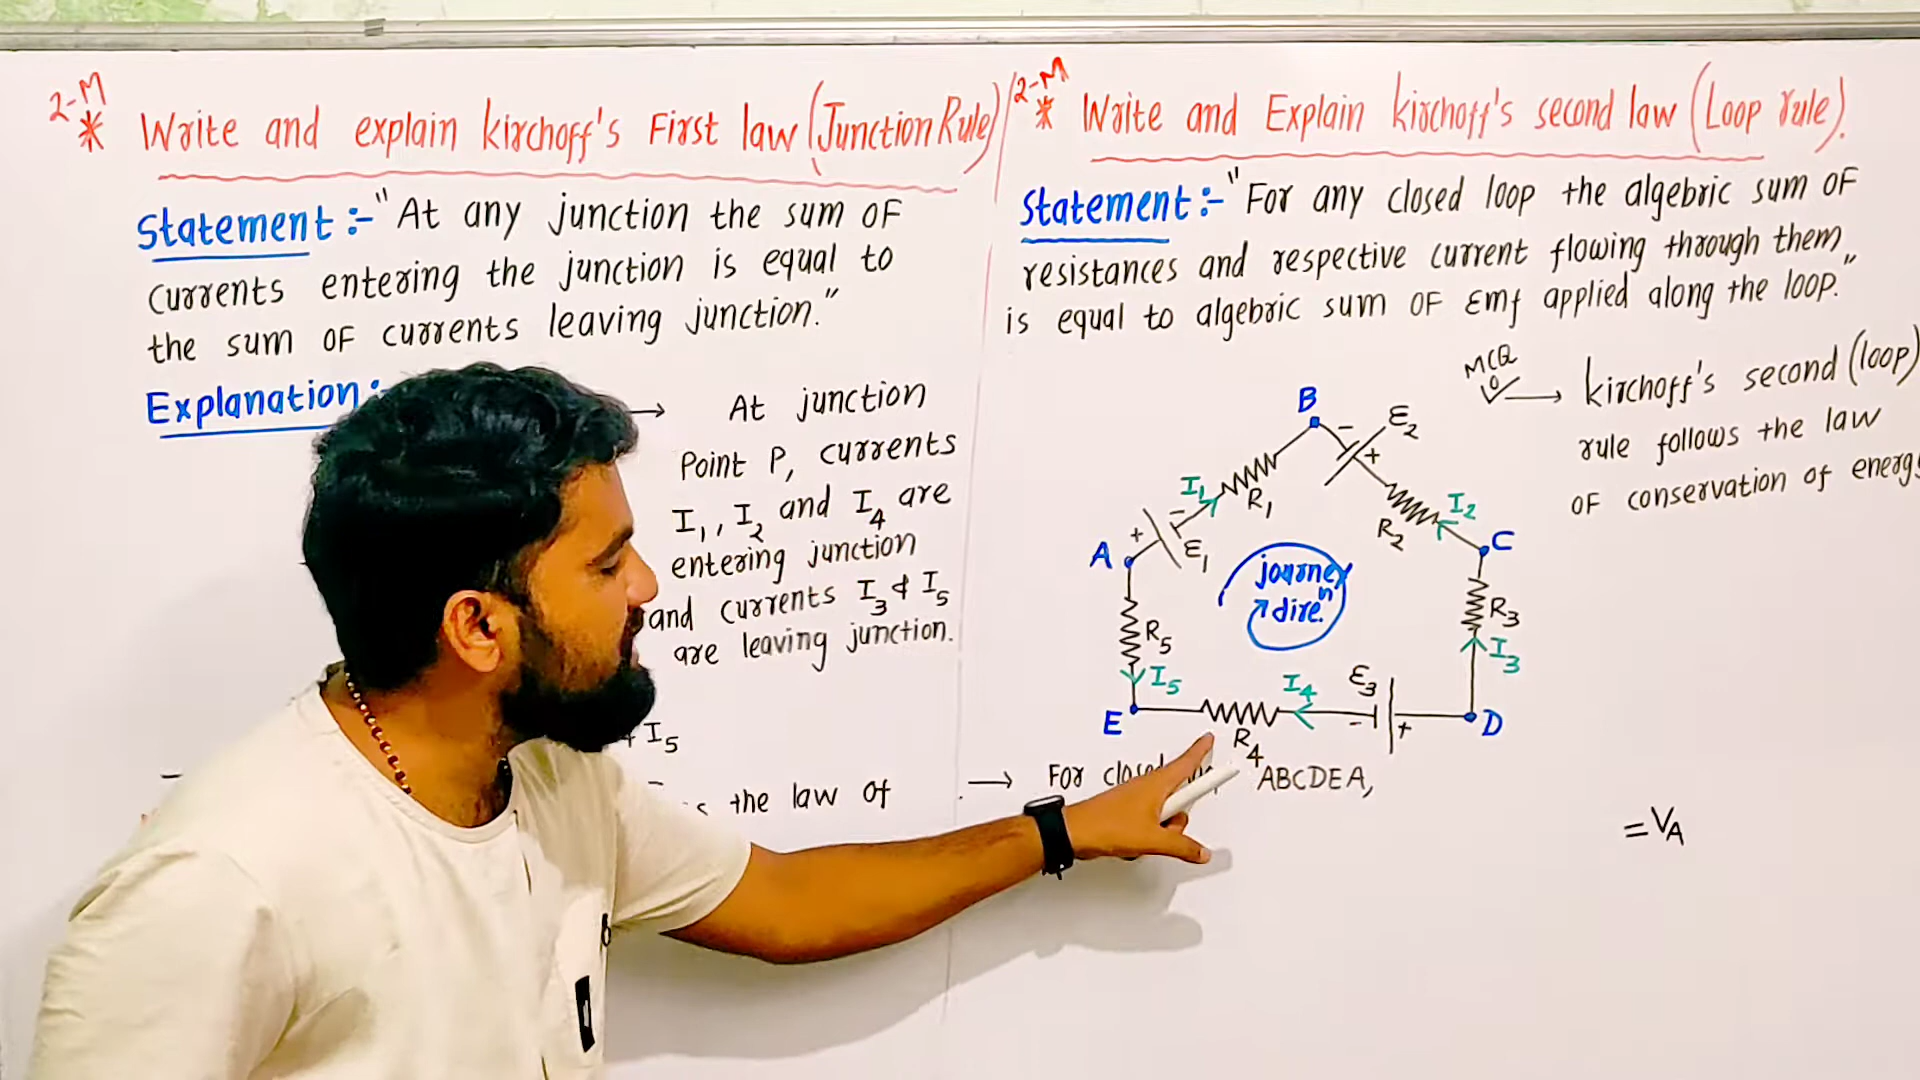 2-M
* Write and explain kirchoff's First law (Junction Rule)
Statement :- "At any junction the sum OF
currents entering the junction is equal to
the sum OF currents leaving junction."
Explanation :-
→ At junction
Point P, currents
I₁, I₂ and I₄ are
entering junction
and currents I₃ & I₅
are leaving junction.
+ I₅
the law of
2-M
* Write and Explain kirchoff's second law (Loop rule).
Statement :- "For any closed loop the algebric sum OF
resistances and respective current flowing through them
is equal to algebric sum OF Emf applied along the loop."
MCQ
→ kirchoff's second (loop)
rule follows the law
OF conservation of energy
B
- ε₂
+
I₁ R₁
R₂ I₂
A + - ε₁
C
journey
direⁿ.
R₃
R₅
I₃
I₅
I₄ ε₃
E
- +
D
R₄
→ For closed ABCDEA,
= V_A